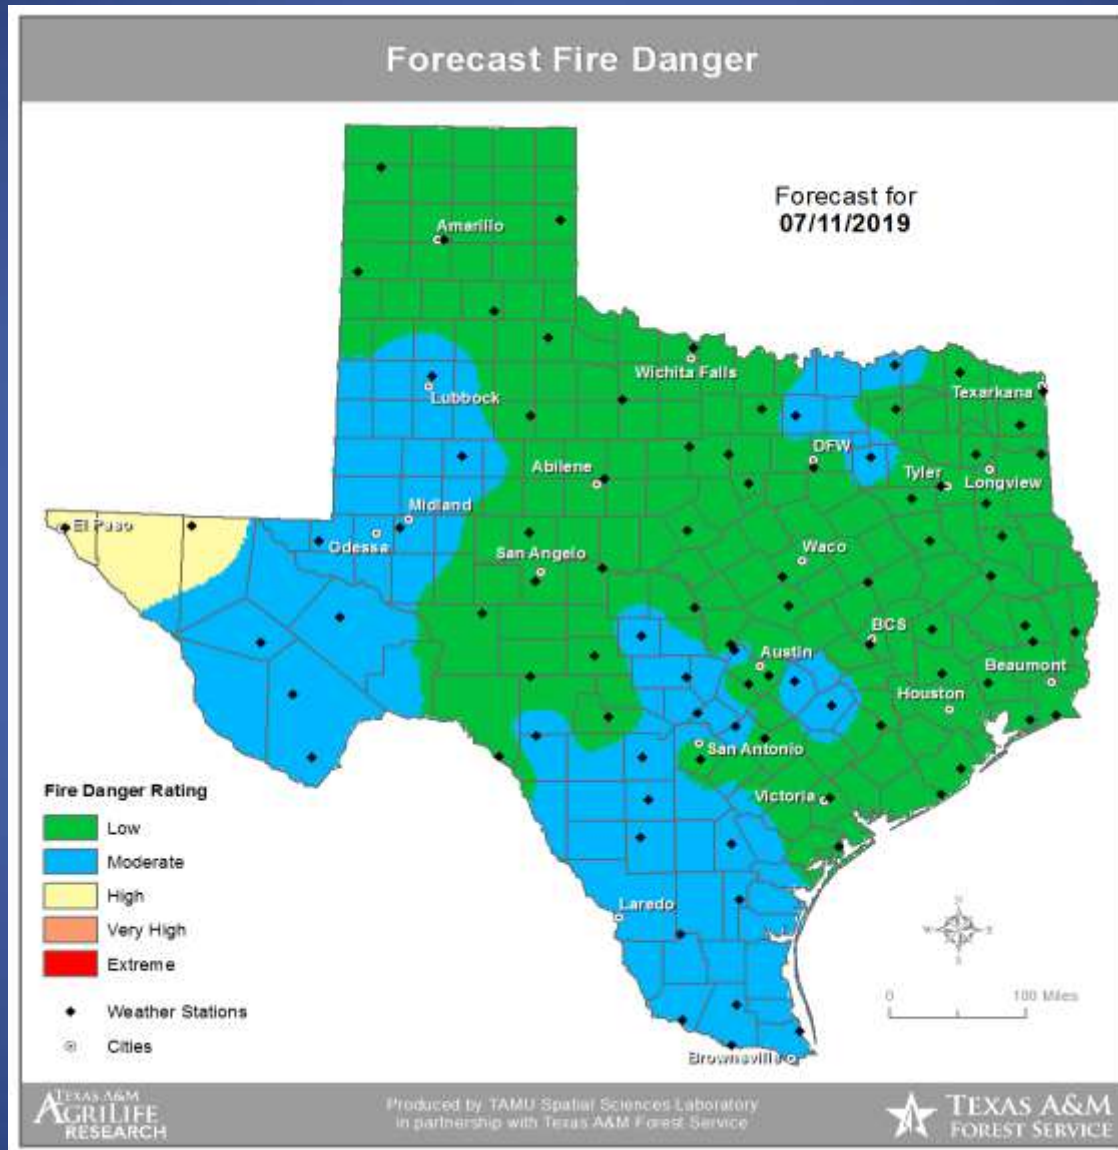 Forecast Fire Danger
Forecast for
07/11/2019
Amarillo
Wichita Falls
Lubbock
Texarkana
DFW
Abilene
Tyler
Longview
Midland
El Paso
Odessa
San Angelo
Waco
BCS
Austin
Beaumont
Houston
San Antonio
Victoria
Laredo
Brownsville
Fire Danger Rating
Low
Moderate
High
Very High
Extreme
Weather Stations
Cities
N
W E
S
0 100 Miles
TEXAS A&M
AGRILIFE
RESEARCH
Produced by TAMU Spatial Sciences Laboratory
in partnership with Texas A&M Forest Service
TEXAS A&M
FOREST SERVICE